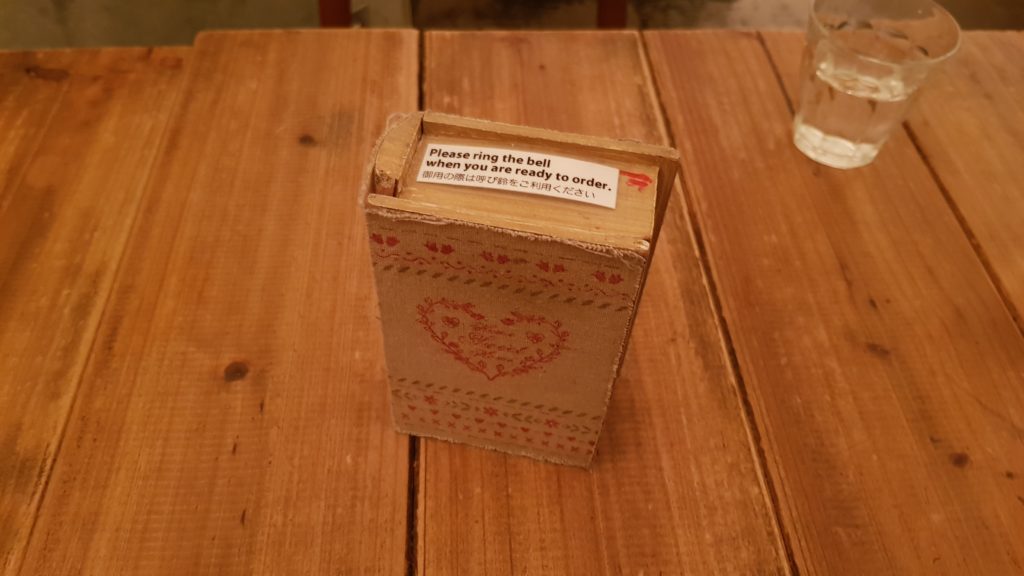 Please ring the bell
when you are ready to order.
御用の際は呼び鈴をご利用ください